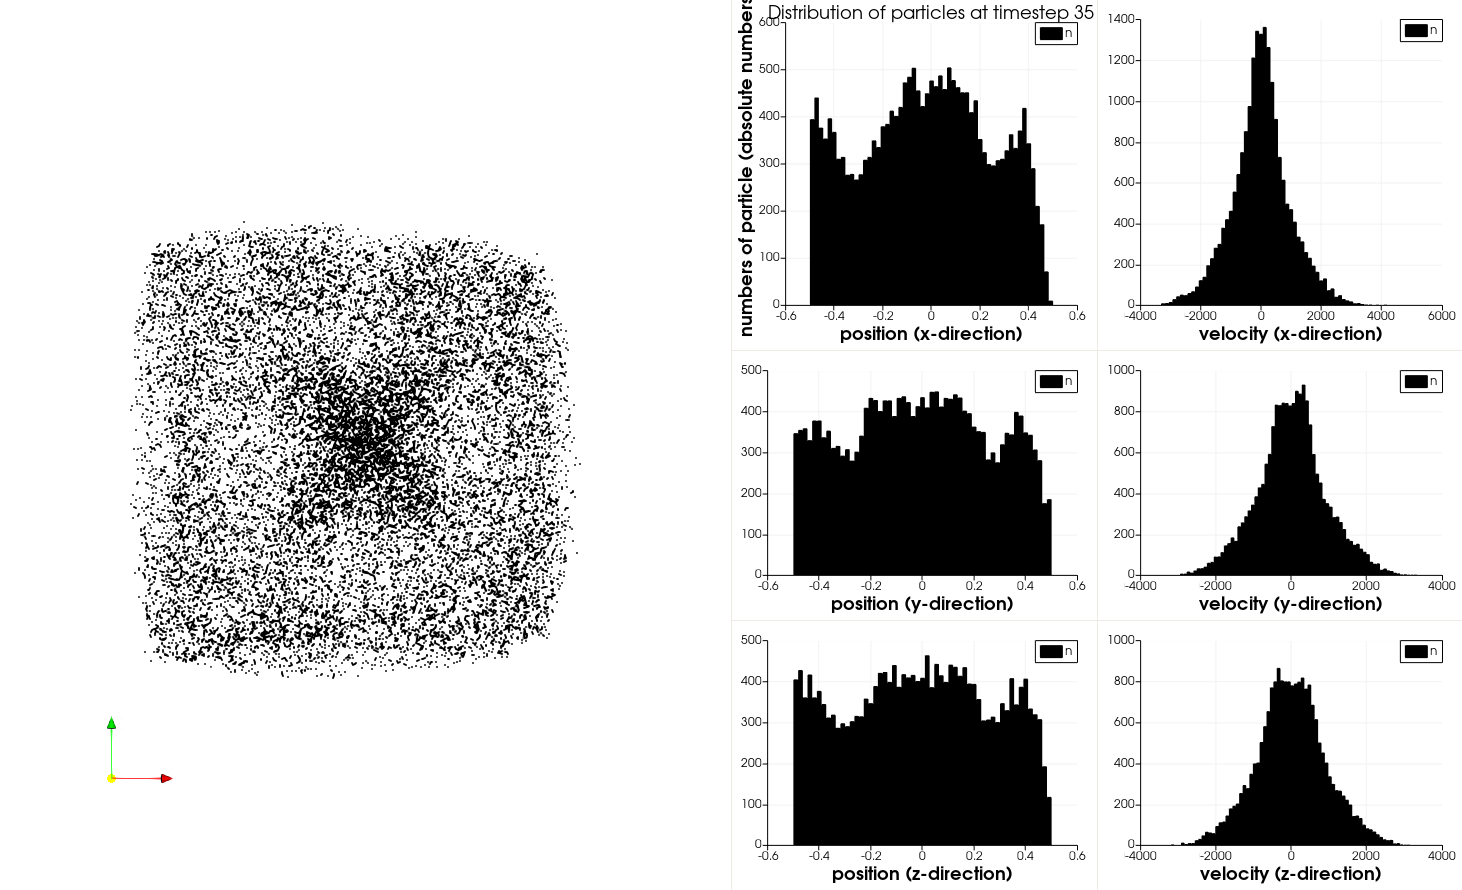 Distribution of particles at timestep 35
numbers of particle (absolute numbers
600
500
400
300
200
100
0
n
-0.6 -0.4 -0.2 0 0.2 0.4 0.6
position (x-direction)
1400
1200
1000
800
600
400
200
0
n
-4000 -2000 0 2000 4000 6000
velocity (x-direction)
500
400
300
200
100
0
n
-0.6 -0.4 -0.2 0 0.2 0.4 0.6
position (y-direction)
1000
800
600
400
200
0
n
-4000 -2000 0 2000 4000
velocity (y-direction)
500
400
300
200
100
0
n
-0.6 -0.4 -0.2 0 0.2 0.4 0.6
position (z-direction)
1000
800
600
400
200
0
n
-4000 -2000 0 2000 4000
velocity (z-direction)